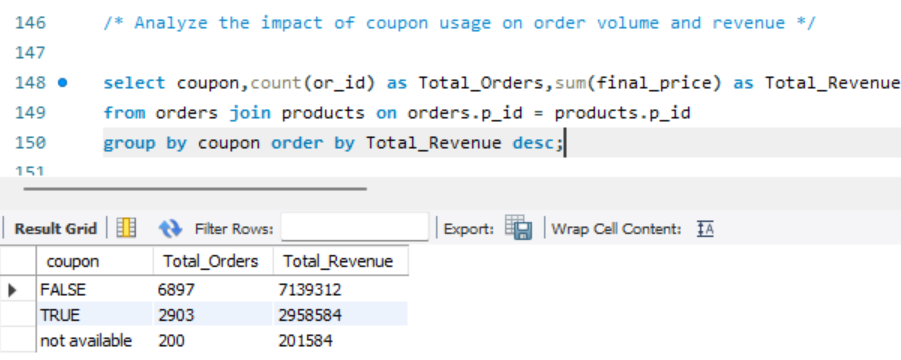 146 /* Analyze the impact of coupon usage on order volume and revenue */
147
148 select coupon,count(or_id) as Total_Orders,sum(final_price) as Total_Revenue
149 from orders join products on orders.p_id = products.p_id
150 group by coupon order by Total_Revenue desc;
151
Result Grid Filter Rows: Export: Wrap Cell Content: IA
coupon Total_Orders Total_Revenue
FALSE 6897 7139312
TRUE 2903 2958584
not available 200 201584